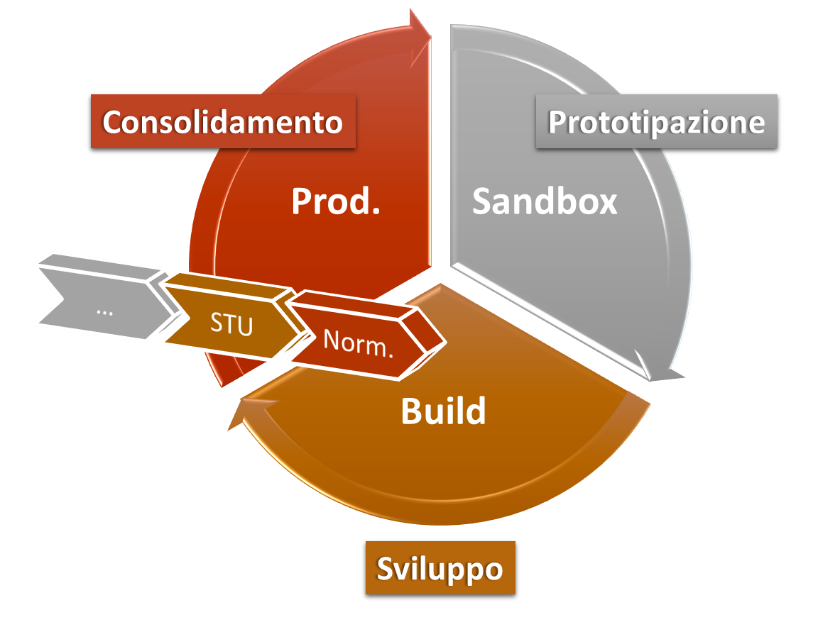 Consolidamento
Prototipazione
Prod.
Sandbox
...
STU
Norm.
Build
Sviluppo